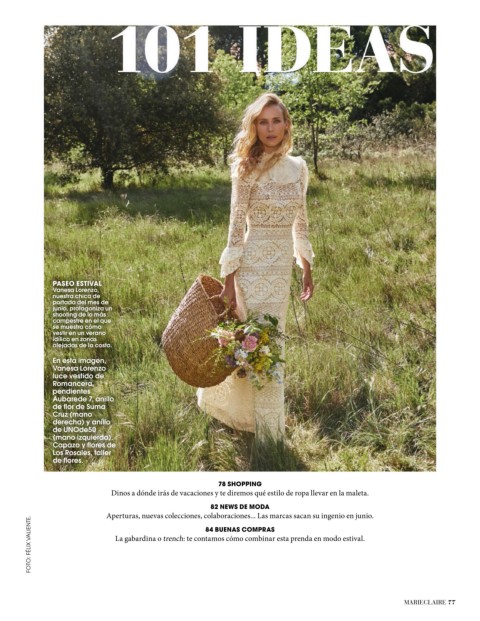 101 IDEAS
PASEO ESTIVAL
Vanesa Lorenzo,
nuestra chica de
portada del mes de
junio, protagoniza un
shooting de lo más
campestre en el que
se muestra cómo
vestir en un verano
idílico en zonas
alejadas de la costa.
En esta imagen,
Vanesa Lorenzo
luce vestido de
Romancera,
pendientes
Aubarede 7, anillo
de flor de Suma
Cruz (mano
derecha) y anillo
de UNOde50
(mano izquierda).
Capazo y flores de
Los Rosales, taller
de flores.
78 SHOPPING
Dinos a dónde irás de vacaciones y te diremos qué estilo de ropa llevar en la maleta.
82 NEWS DE MODA
Aperturas, nuevas colecciones, colaboraciones... Las marcas sacan su ingenio en junio.
84 BUENAS COMPRAS
La gabardina o trench: te contamos cómo combinar esta prenda en modo estival.
FOTO: FÉLIX VALIENTE.
MARIECLAIRE 77